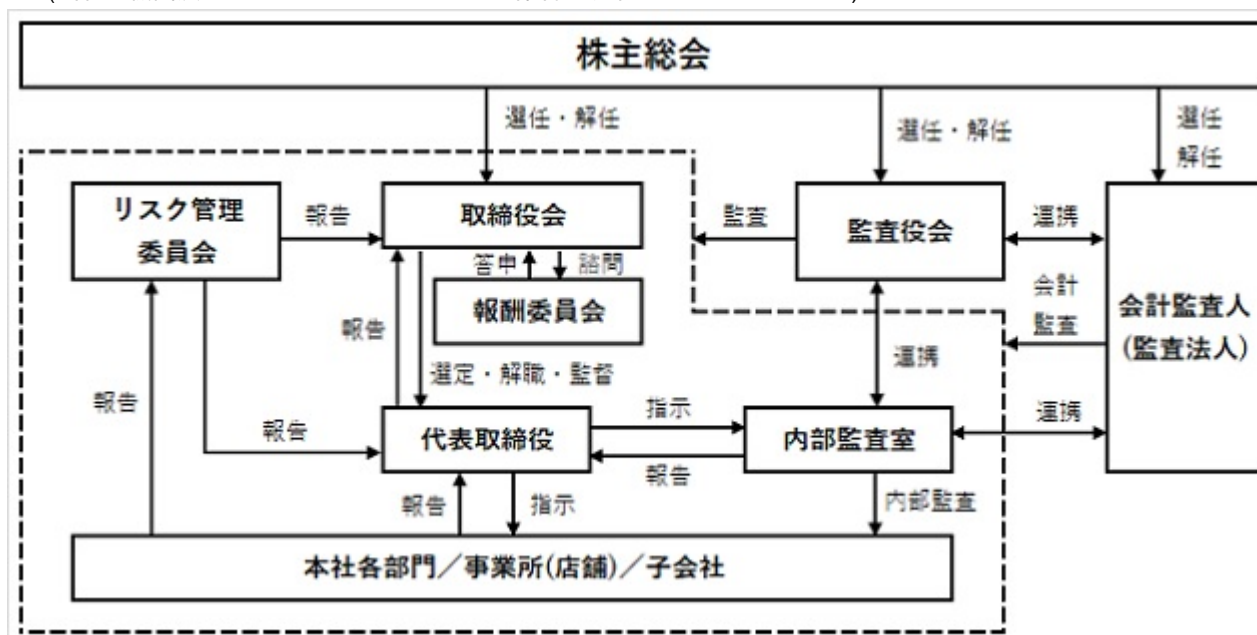 株主総会
選任・解任
選任・解任
選任
解任
リスク管理
委員会
報告
取締役会
監査
監査役会
連携
答申
諮問
報酬委員会
会計
監査
会計監査人
(監査法人)
報告
選定・解職・監督
連携
報告
報告
代表取締役
指示
報告
内部監査室
連携
報告
指示
内部監査
本社各部門／事業所(店舗)／子会社